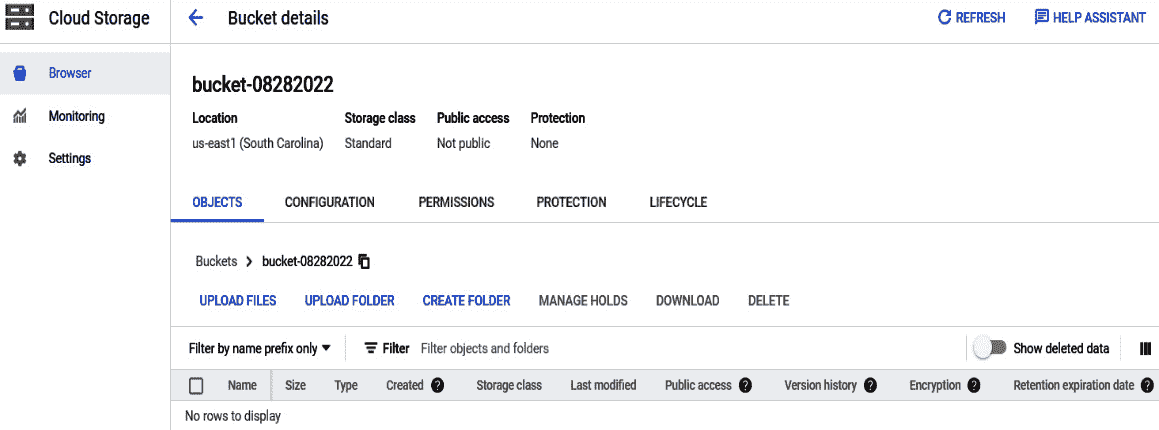 Cloud Storage
Bucket details
REFRESH
HELP ASSISTANT
Browser
Monitoring
Settings
bucket-08282022
Location Storage class Public access Protection
us-east1 (South Carolina) Standard Not public None
OBJECTS CONFIGURATION PERMISSIONS PROTECTION LIFECYCLE
Buckets > bucket-08282022
UPLOAD FILES UPLOAD FOLDER CREATE FOLDER MANAGE HOLDS DOWNLOAD DELETE
Filter by name prefix only Filter Filter objects and folders Show deleted data
Name Size Type Created ? Storage class Last modified Public access ? Version history ? Encryption ? Retention expiration date ?
No rows to display